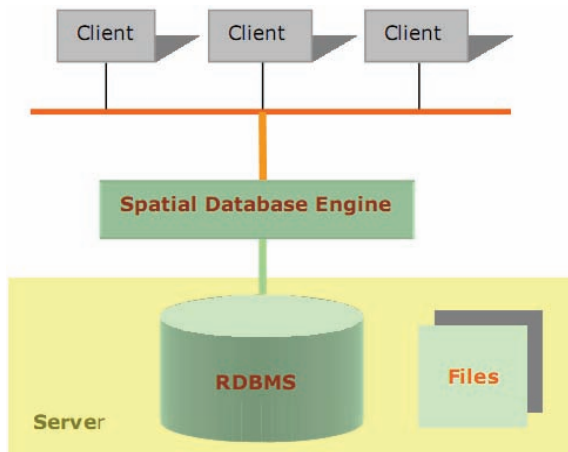 Client Client Client
Spatial Database Engine
RDBMS
Files
Server